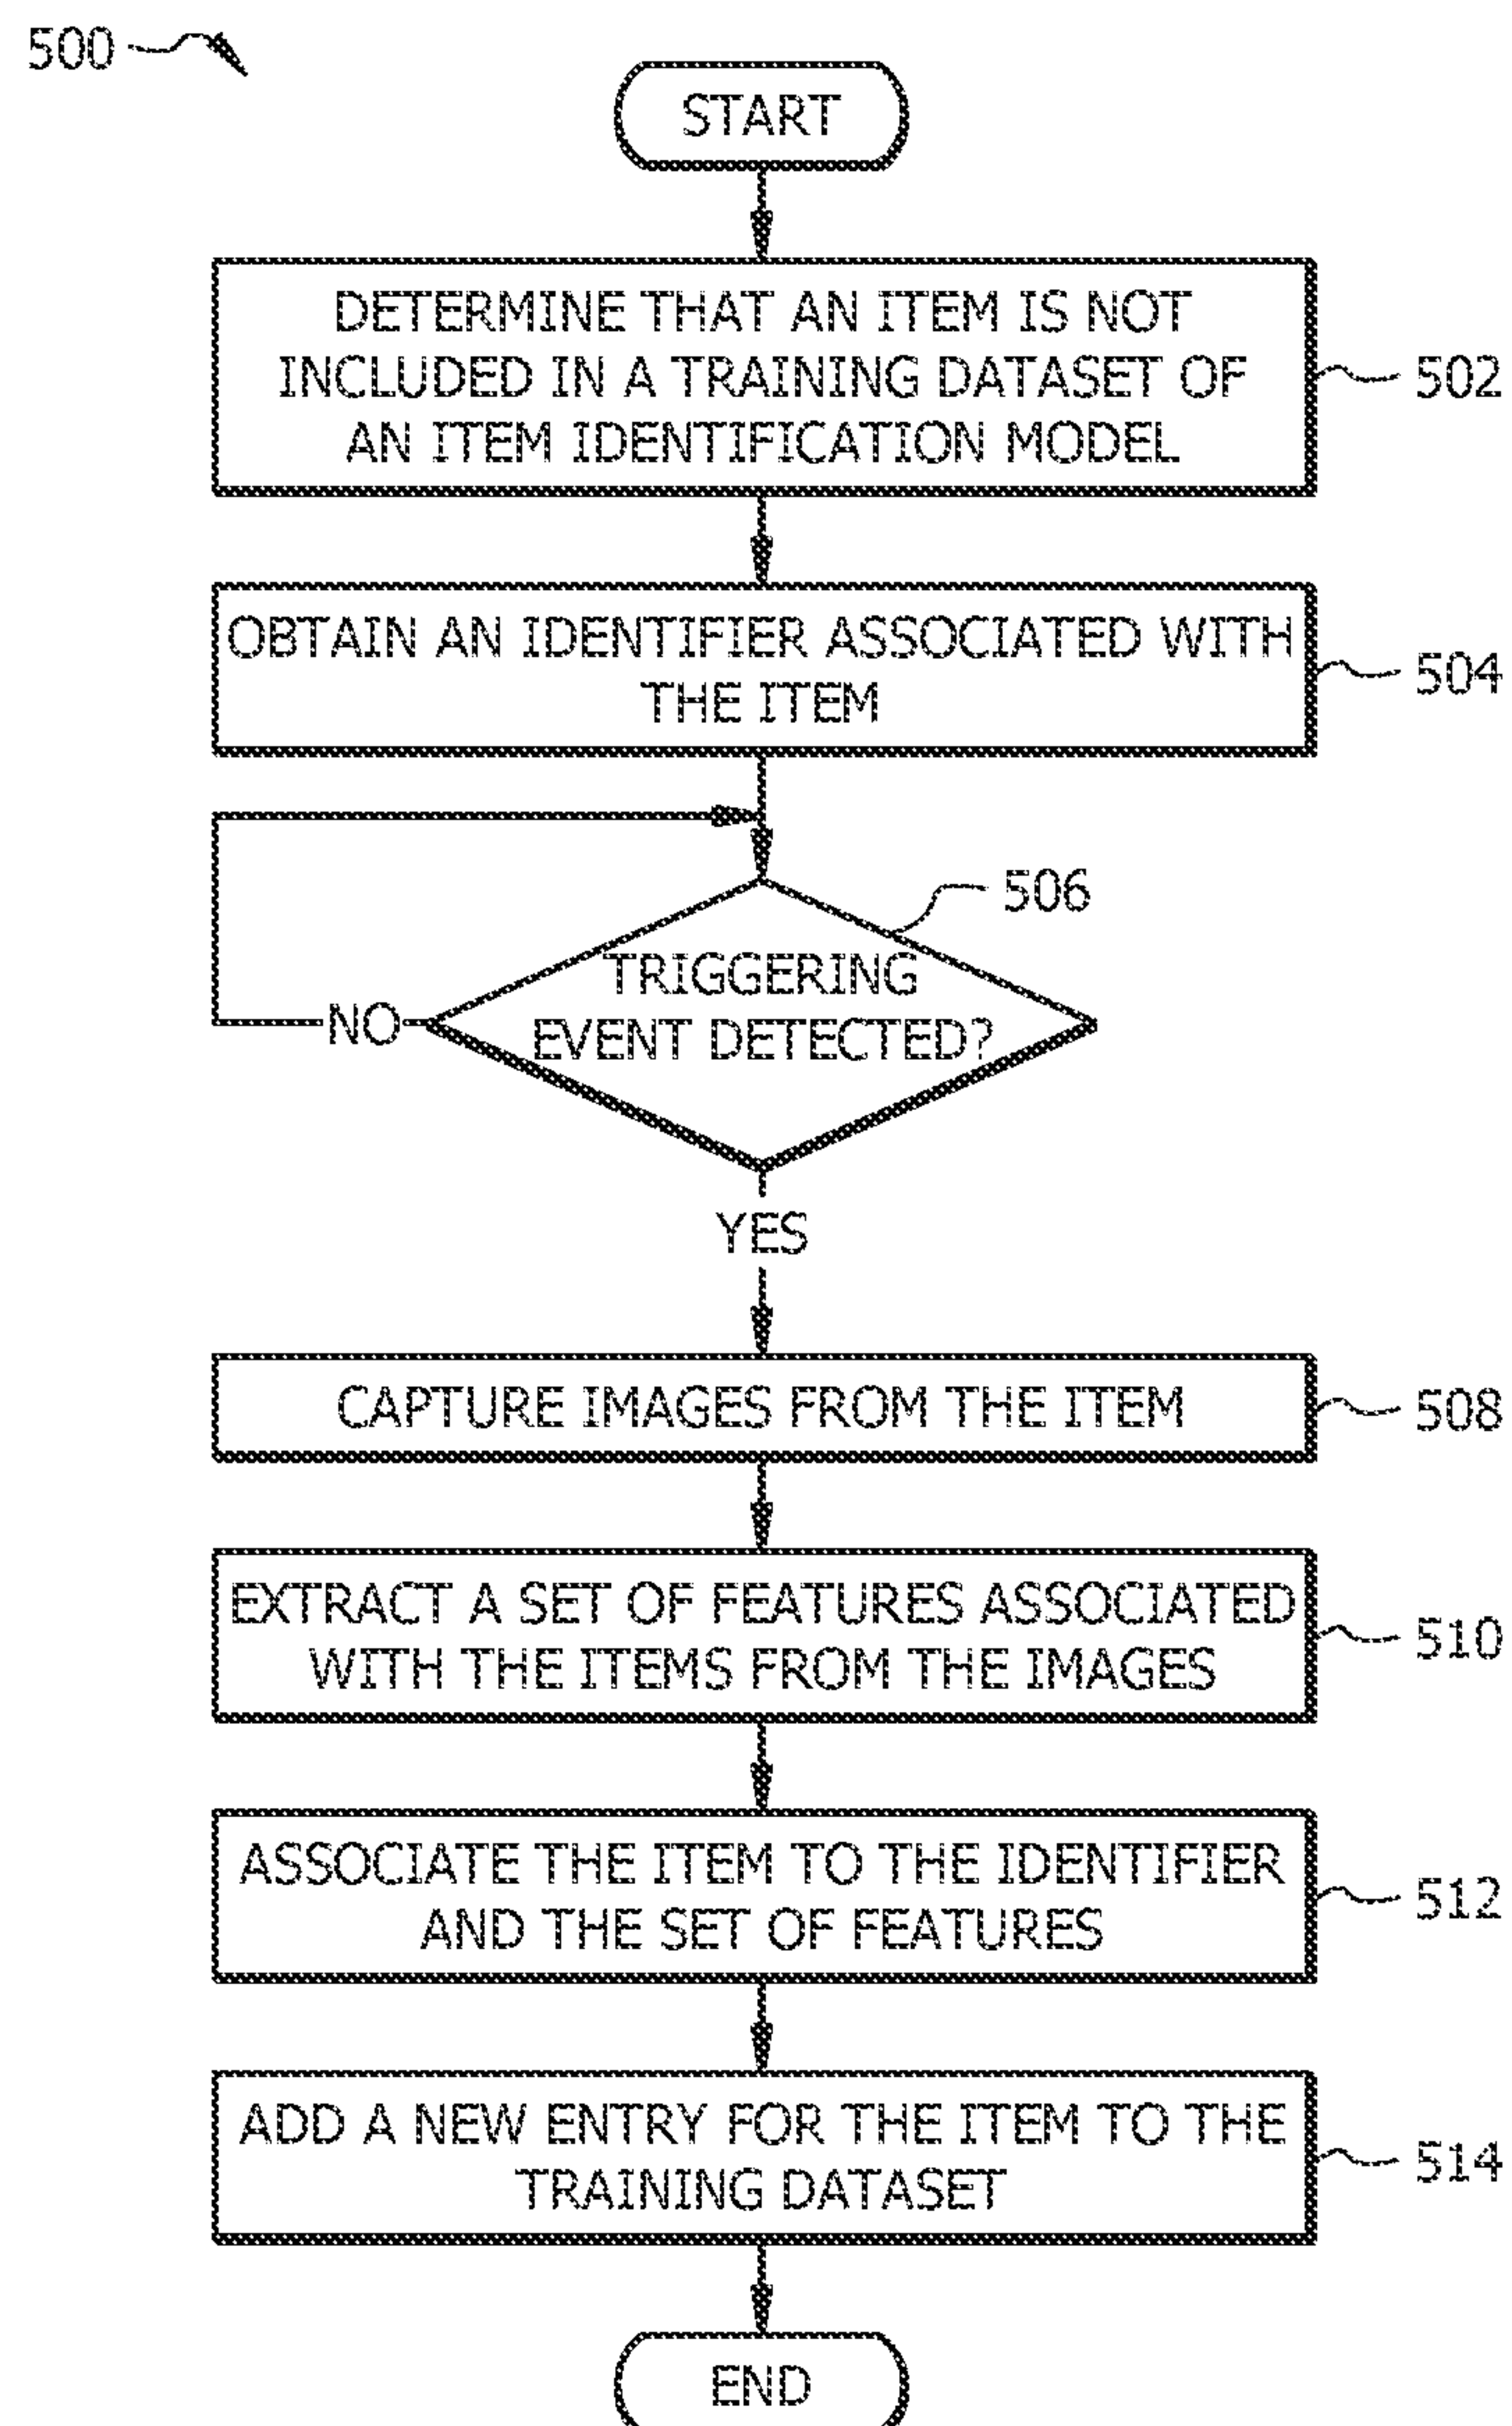 500
START
DETERMINE THAT AN ITEM IS NOT
INCLUDED IN A TRAINING DATASET OF
AN ITEM IDENTIFICATION MODEL
502
OBTAIN AN IDENTIFIER ASSOCIATED WITH
THE ITEM
504
506
TRIGGERING
EVENT DETECTED?
NO
YES
CAPTURE IMAGES FROM THE ITEM
508
EXTRACT A SET OF FEATURES ASSOCIATED
WITH THE ITEMS FROM THE IMAGES
510
ASSOCIATE THE ITEM TO THE IDENTIFIER
AND THE SET OF FEATURES
512
ADD A NEW ENTRY FOR THE ITEM TO THE
TRAINING DATASET
514
END